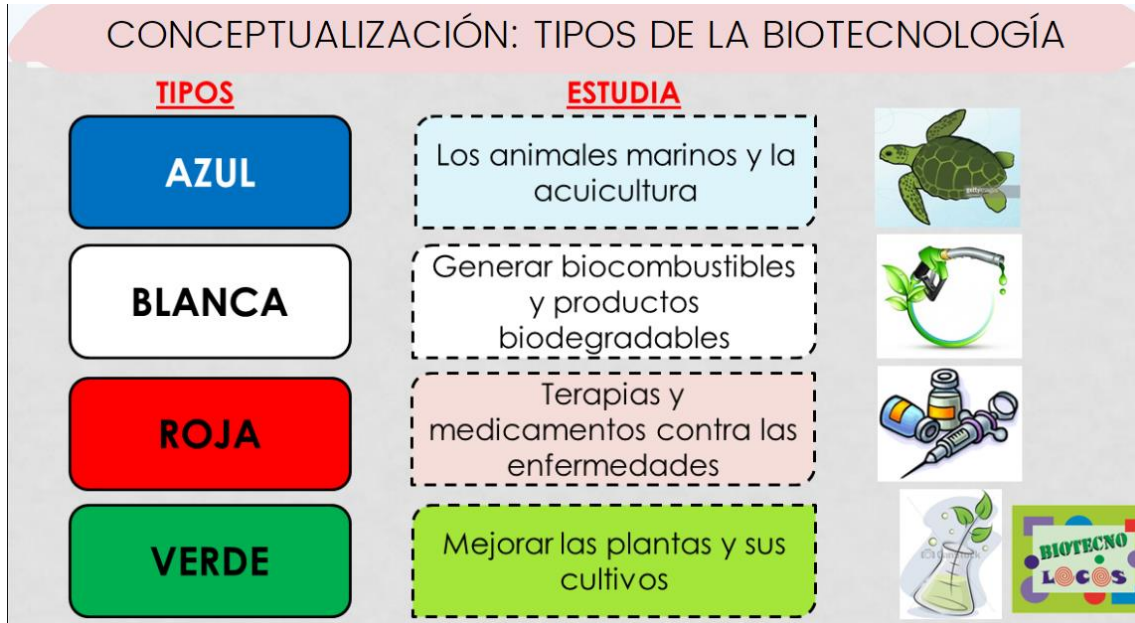 CONCEPTUALIZACIÓN: TIPOS DE LA BIOTECNOLOGÍA
TIPOS
ESTUDIA
AZUL
Los animales marinos y la
acuicultura
BLANCA
Generar biocombustibles
y productos
biodegradables
ROJA
Terapias y
medicamentos contra las
enfermedades
VERDE
Mejorar las plantas y sus
cultivos
BIOTECNO
LOCOS